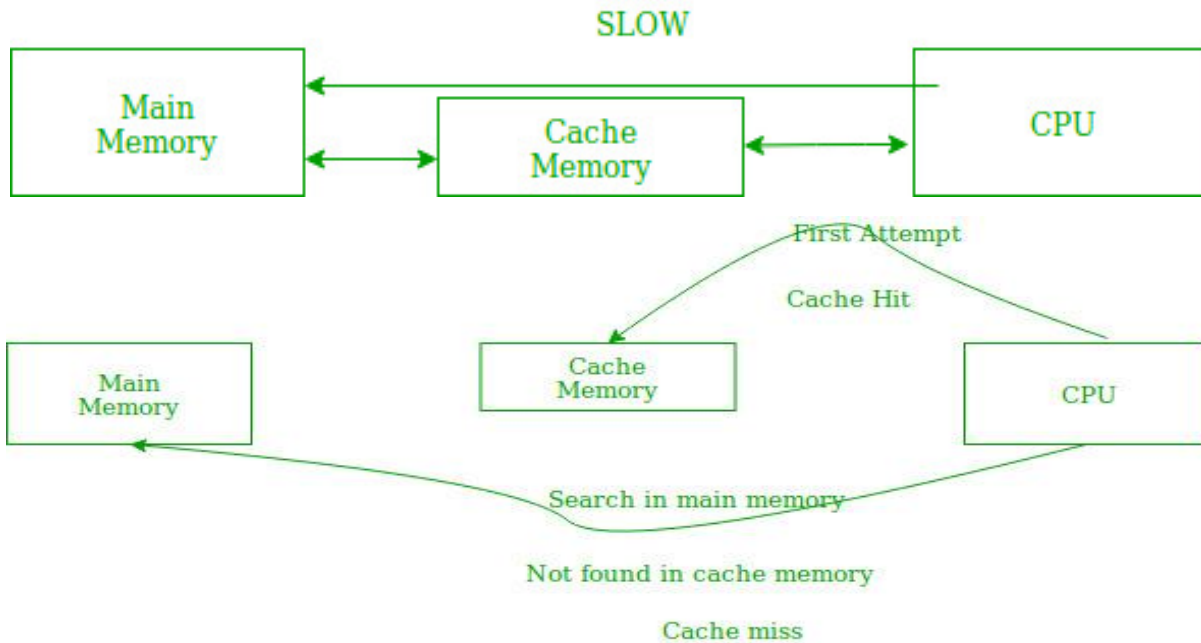 SLOW
Main
Memory
Cache
Memory
CPU
First Attempt
Cache Hit
Main
Memory
Cache
Memory
CPU
Search in main memory
Not found in cache memory
Cache miss